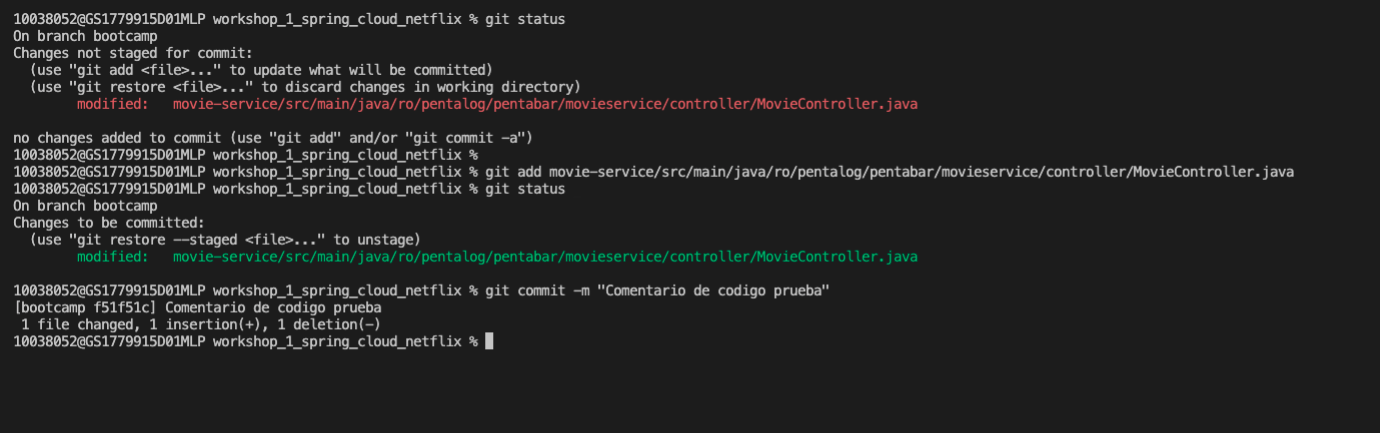 10038052@GS1779915D01MLP workshop_1_spring_cloud_netflix % git status
On branch bootcamp
Changes not staged for commit:
  (use "git add <file>..." to update what will be committed)
  (use "git restore <file>..." to discard changes in working directory)
        modified:   movie-service/src/main/java/ro/pentalog/pentabar/movieservice/controller/MovieController.java

no changes added to commit (use "git add" and/or "git commit -a")
10038052@GS1779915D01MLP workshop_1_spring_cloud_netflix %
10038052@GS1779915D01MLP workshop_1_spring_cloud_netflix % git add movie-service/src/main/java/ro/pentalog/pentabar/movieservice/controller/MovieController.java
10038052@GS1779915D01MLP workshop_1_spring_cloud_netflix % git status
On branch bootcamp
Changes to be committed:
  (use "git restore --staged <file>..." to unstage)
        modified:   movie-service/src/main/java/ro/pentalog/pentabar/movieservice/controller/MovieController.java

10038052@GS1779915D01MLP workshop_1_spring_cloud_netflix % git commit -m "Comentario de codigo prueba"
[bootcamp f51f51c] Comentario de codigo prueba
 1 file changed, 1 insertion(+), 1 deletion(-)
10038052@GS1779915D01MLP workshop_1_spring_cloud_netflix %